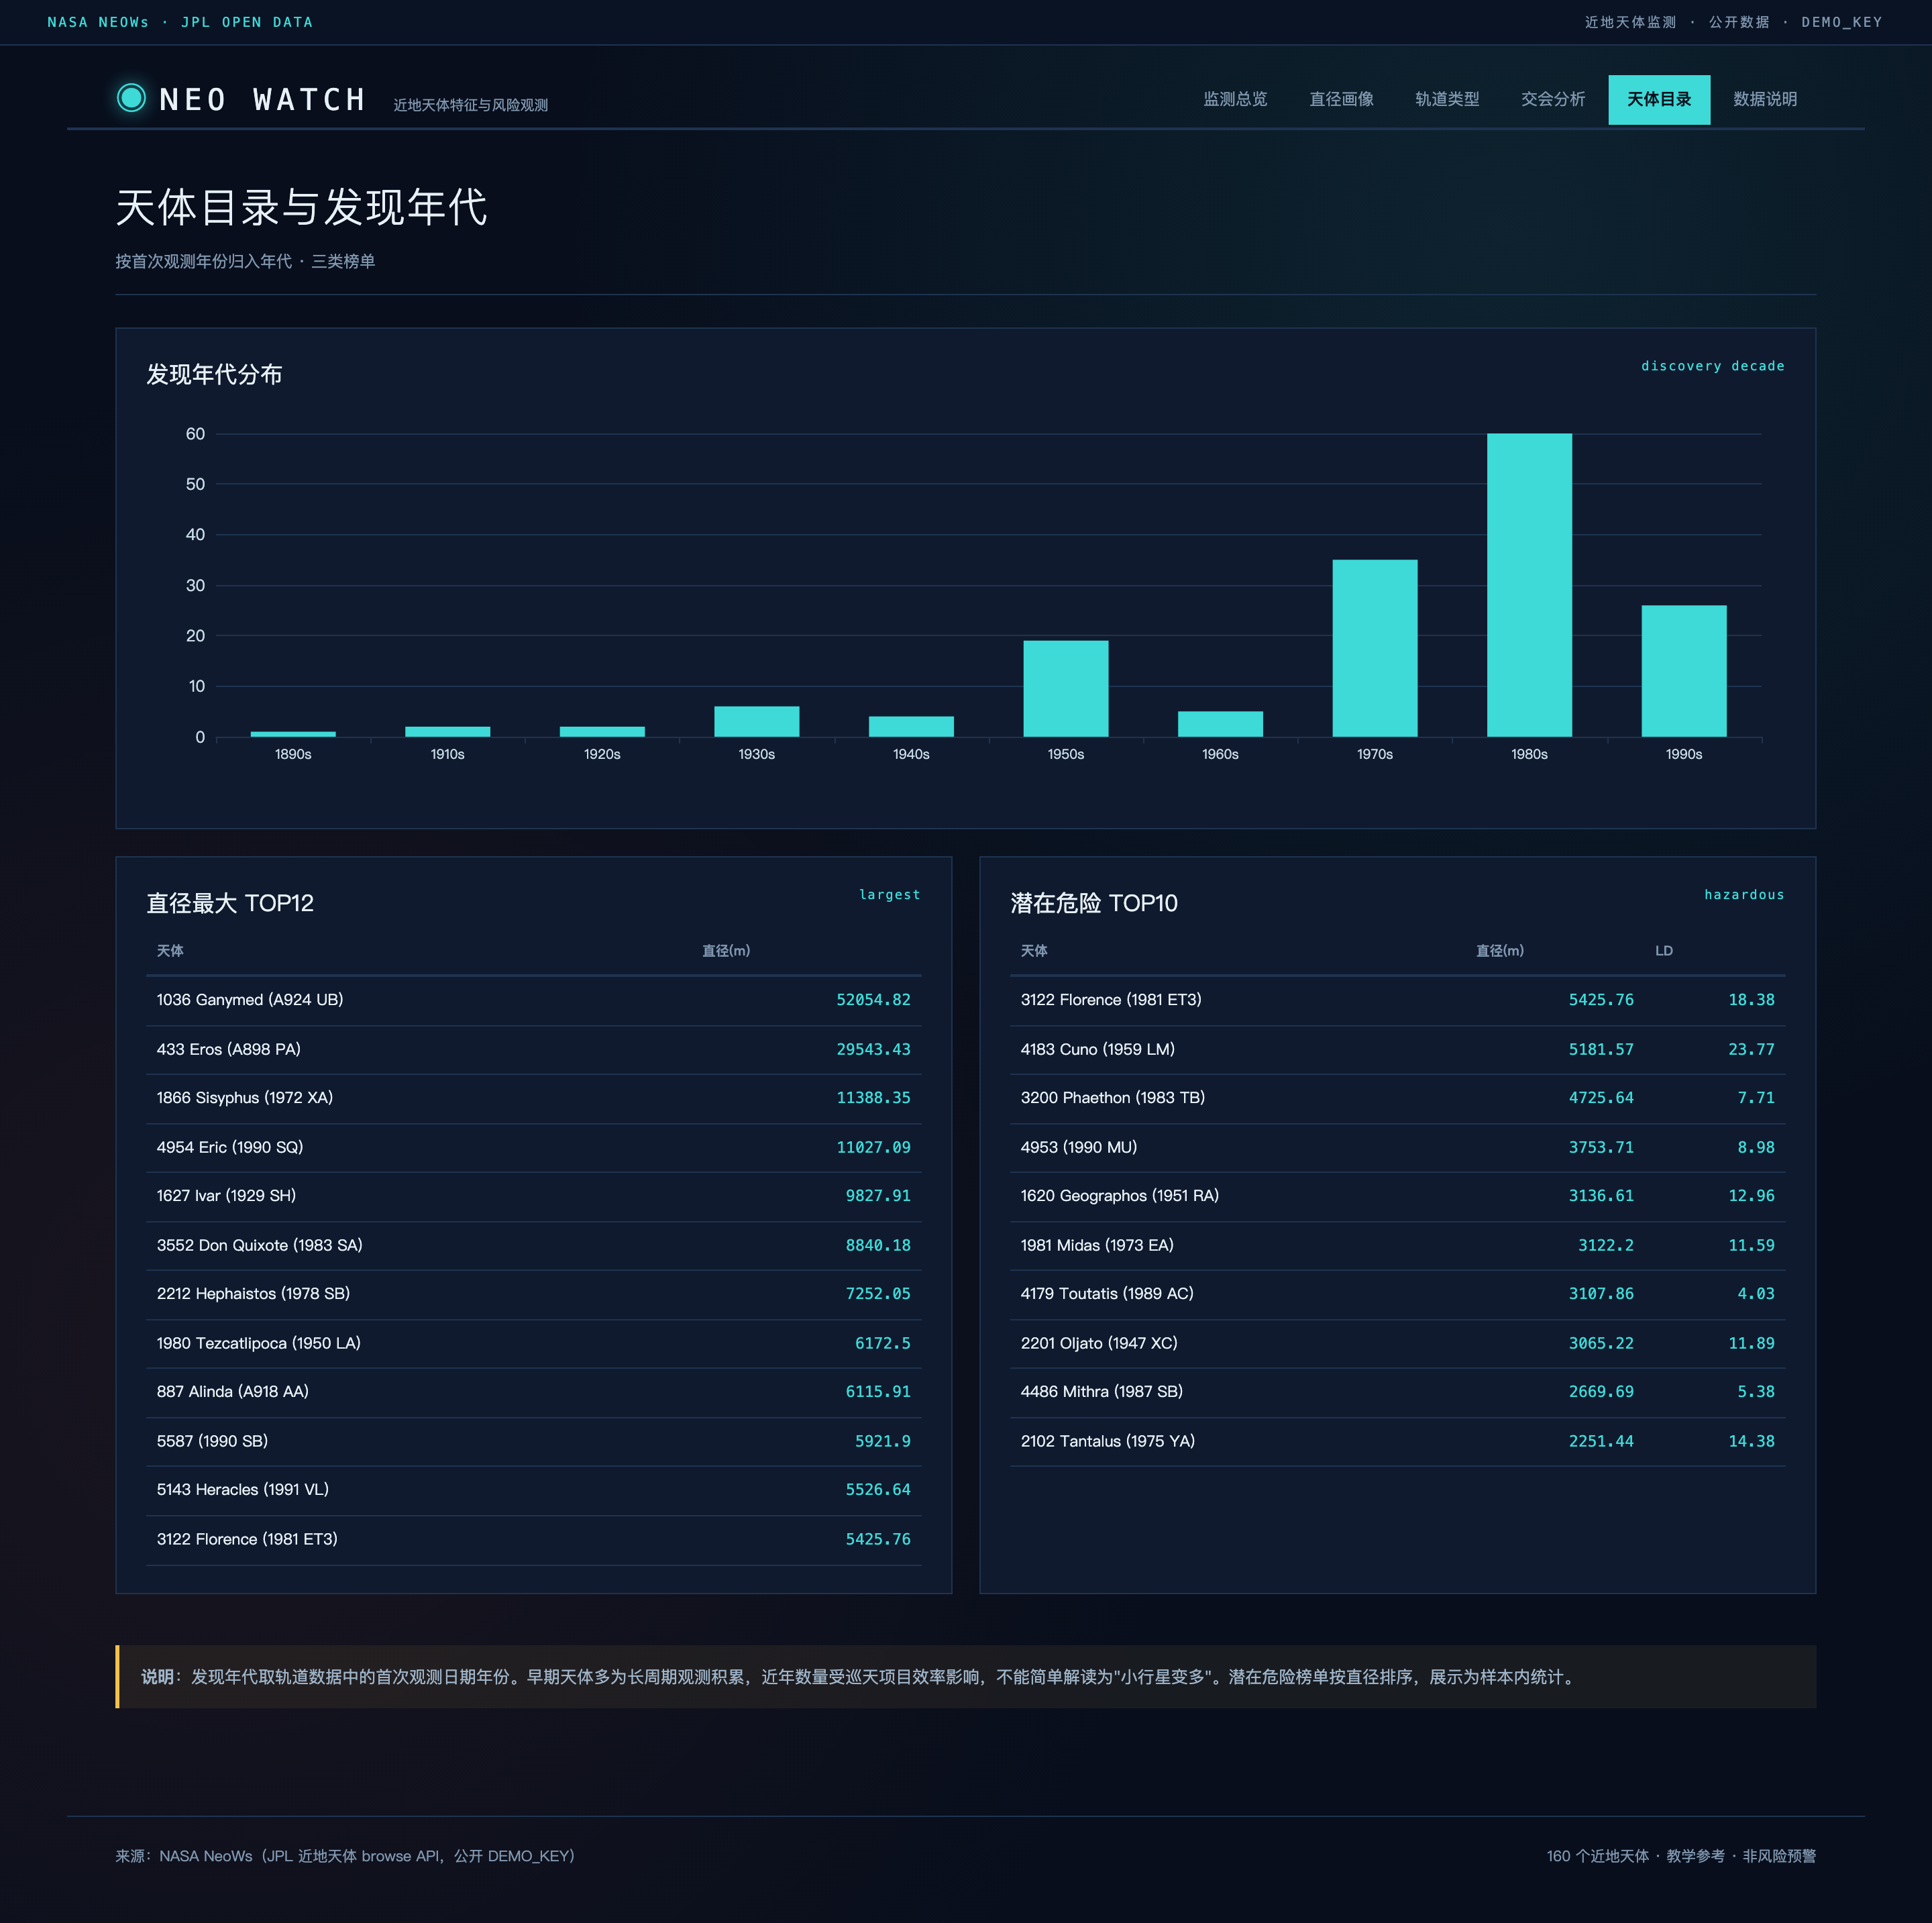 NASA NEOWs · JPL OPEN DATA
近地天体监测 · 公开数据 · DEMO_KEY
NEO WATCH 近地天体特征与风险观测
监测总览 直径画像 轨道类型 交会分析 天体目录 数据说明
天体目录与发现年代
按首次观测年份归入年代 · 三类榜单
发现年代分布
discovery decade
60
50
40
30
20
10
0
1890s 1910s 1920s 1930s 1940s 1950s 1960s 1970s 1980s 1990s
直径最大 TOP12
largest
天体 直径(m)
1036 Ganymed (A924 UB) 52054.82
433 Eros (A898 PA) 29543.43
1866 Sisyphus (1972 XA) 11388.35
4954 Eric (1990 SQ) 11027.09
1627 Ivar (1929 SH) 9827.91
3552 Don Quixote (1983 SA) 8840.18
2212 Hephaistos (1978 SB) 7252.05
1980 Tezcatlipoca (1950 LA) 6172.5
887 Alinda (A918 AA) 6115.91
5587 (1990 SB) 5921.9
5143 Heracles (1991 VL) 5526.64
3122 Florence (1981 ET3) 5425.76
潜在危险 TOP10
hazardous
天体 直径(m) LD
3122 Florence (1981 ET3) 5425.76 18.38
4183 Cuno (1959 LM) 5181.57 23.77
3200 Phaethon (1983 TB) 4725.64 7.71
4953 (1990 MU) 3753.71 8.98
1620 Geographos (1951 RA) 3136.61 12.96
1981 Midas (1973 EA) 3122.2 11.59
4179 Toutatis (1989 AC) 3107.86 4.03
2201 Oljato (1947 XC) 3065.22 11.89
4486 Mithra (1987 SB) 2669.69 5.38
2102 Tantalus (1975 YA) 2251.44 14.38
说明：发现年代取轨道数据中的首次观测日期年份。早期天体多为长周期观测积累，近年数量受巡天项目效率影响，不能简单解读为"小行星变多"。潜在危险榜单按直径排序，展示为样本内统计。
来源：NASA NeoWs（JPL 近地天体 browse API，公开 DEMO_KEY）
160 个近地天体 · 教学参考 · 非风险预警